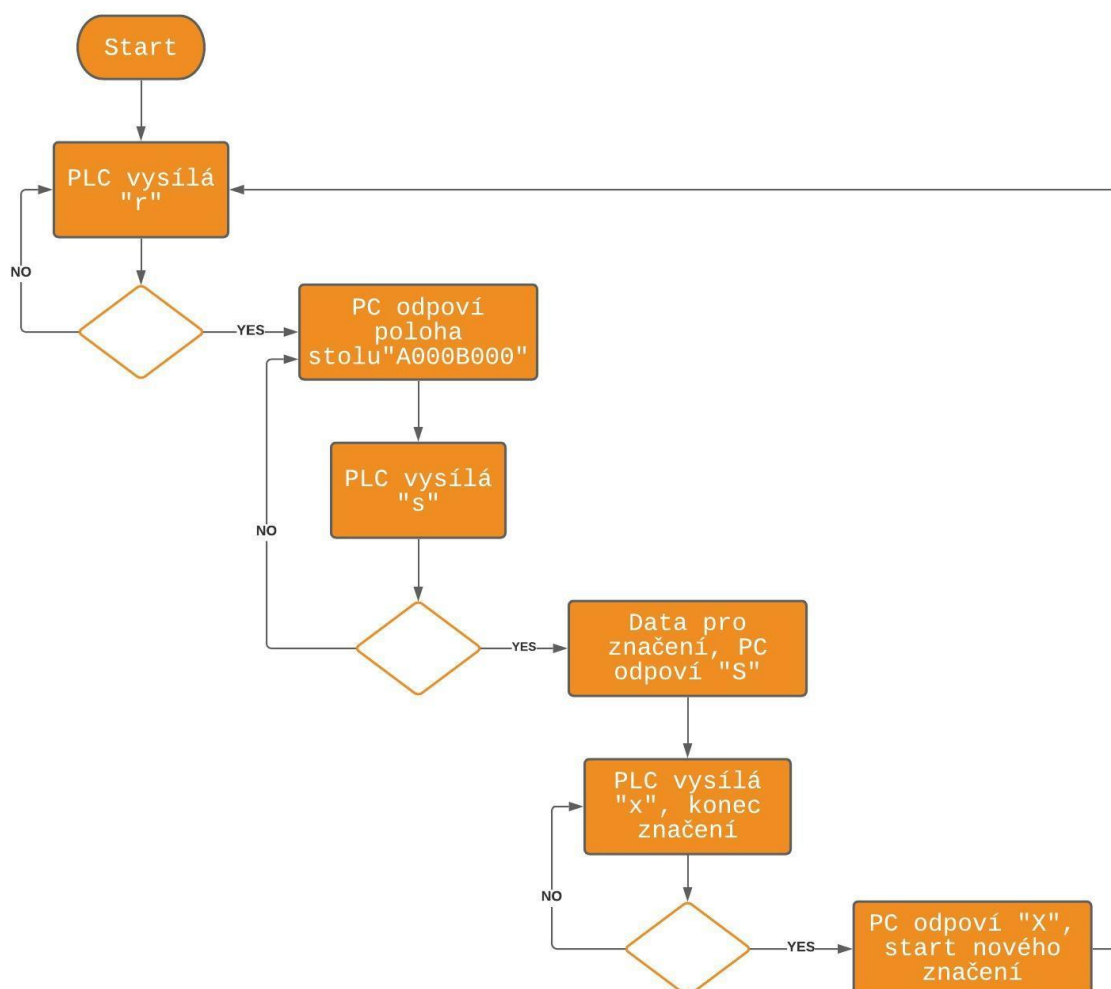 Start
PLC vysílá
"r"
NO
YES
PC odpoví
poloha
stolu"A000B000"
PLC vysílá
"s"
NO
YES
Data pro
značení, PC
odpoví "S"
PLC vysílá
"x", konec
značení
NO
YES
PC odpoví "X",
start nového
značení